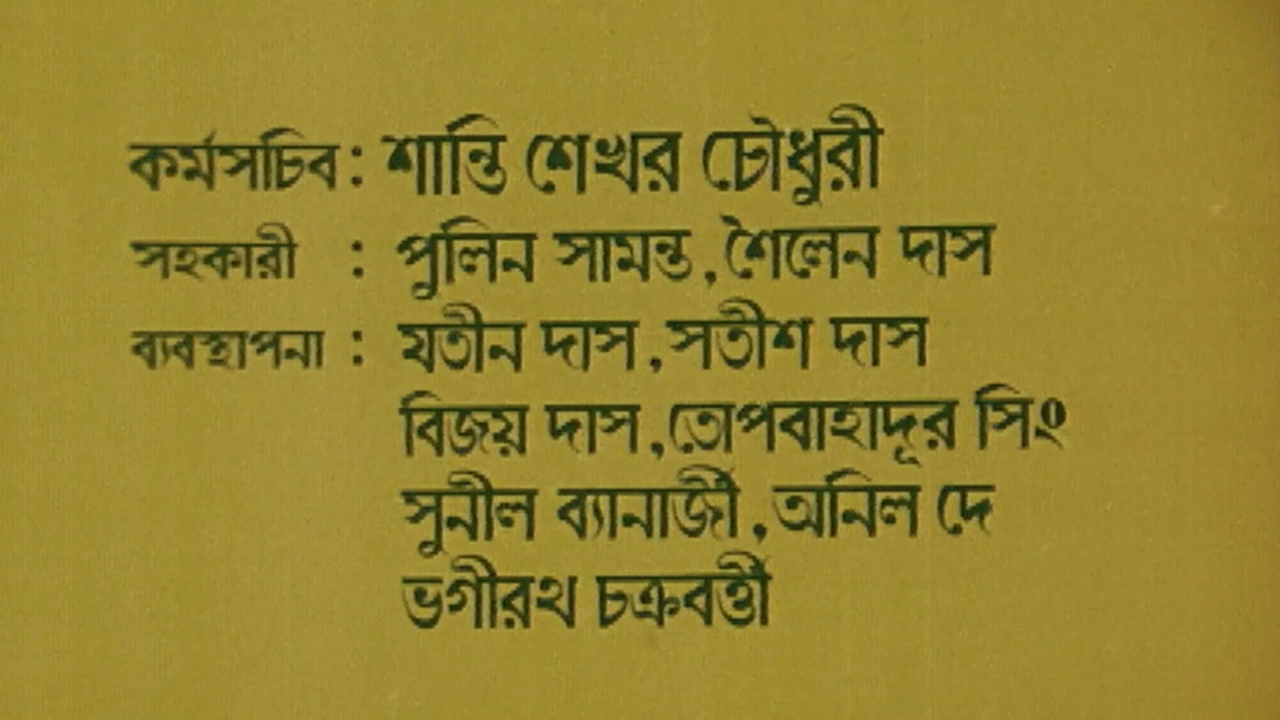 কর্মসচিব : শান্তি শেখর চৌধুরী
সহকারী : পুলিন সামন্ত, শৈলেন দাস
ব্যবস্থাপনা : যতীন দাস, সতীশ দাস
বিজয় দাস, তোপবাহাদূর সিং
সুনীল ব্যানার্জী, অনিল দে
ভগীরথ চক্রবর্ত্তী